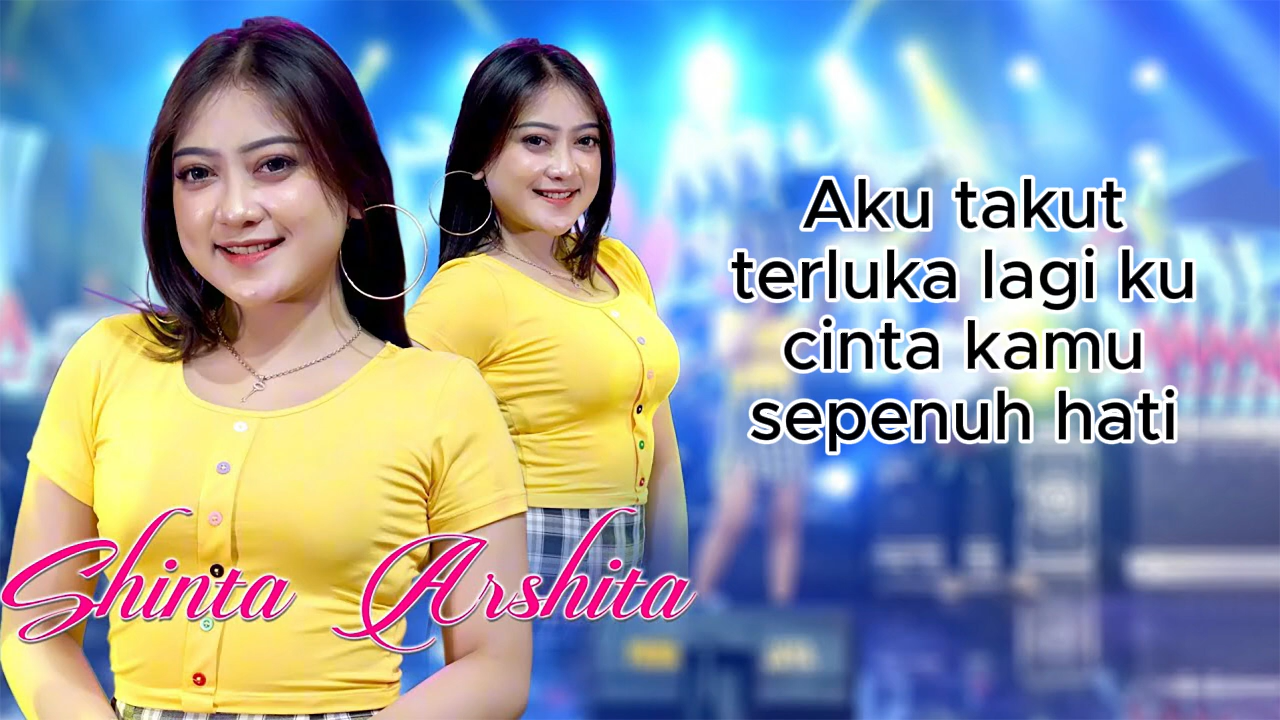 Aku takut
terluka lagi ku
cinta kamu
sepenuh hati
Shinta Arshita